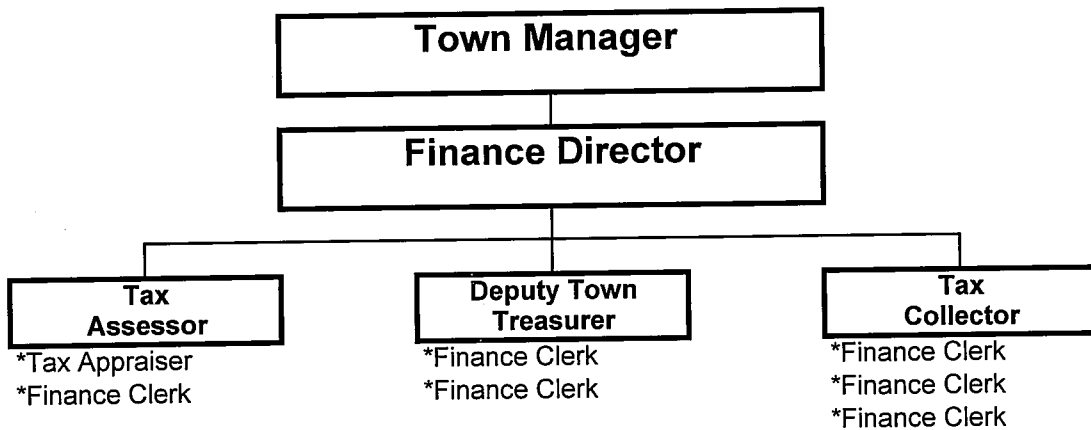 Town Manager
Finance Director
Tax
Assessor
*Tax Appraiser
*Finance Clerk
Deputy Town
Treasurer
*Finance Clerk
*Finance Clerk
Tax
Collector
*Finance Clerk
*Finance Clerk
*Finance Clerk